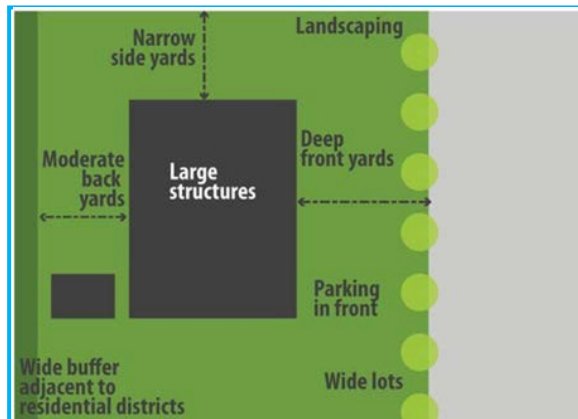 Narrow
side yards
Landscaping
Moderate
back
yards
Large
structures
Deep
front yards
Parking
in front
Wide buffer
adjacent to
residential districts
Wide lots